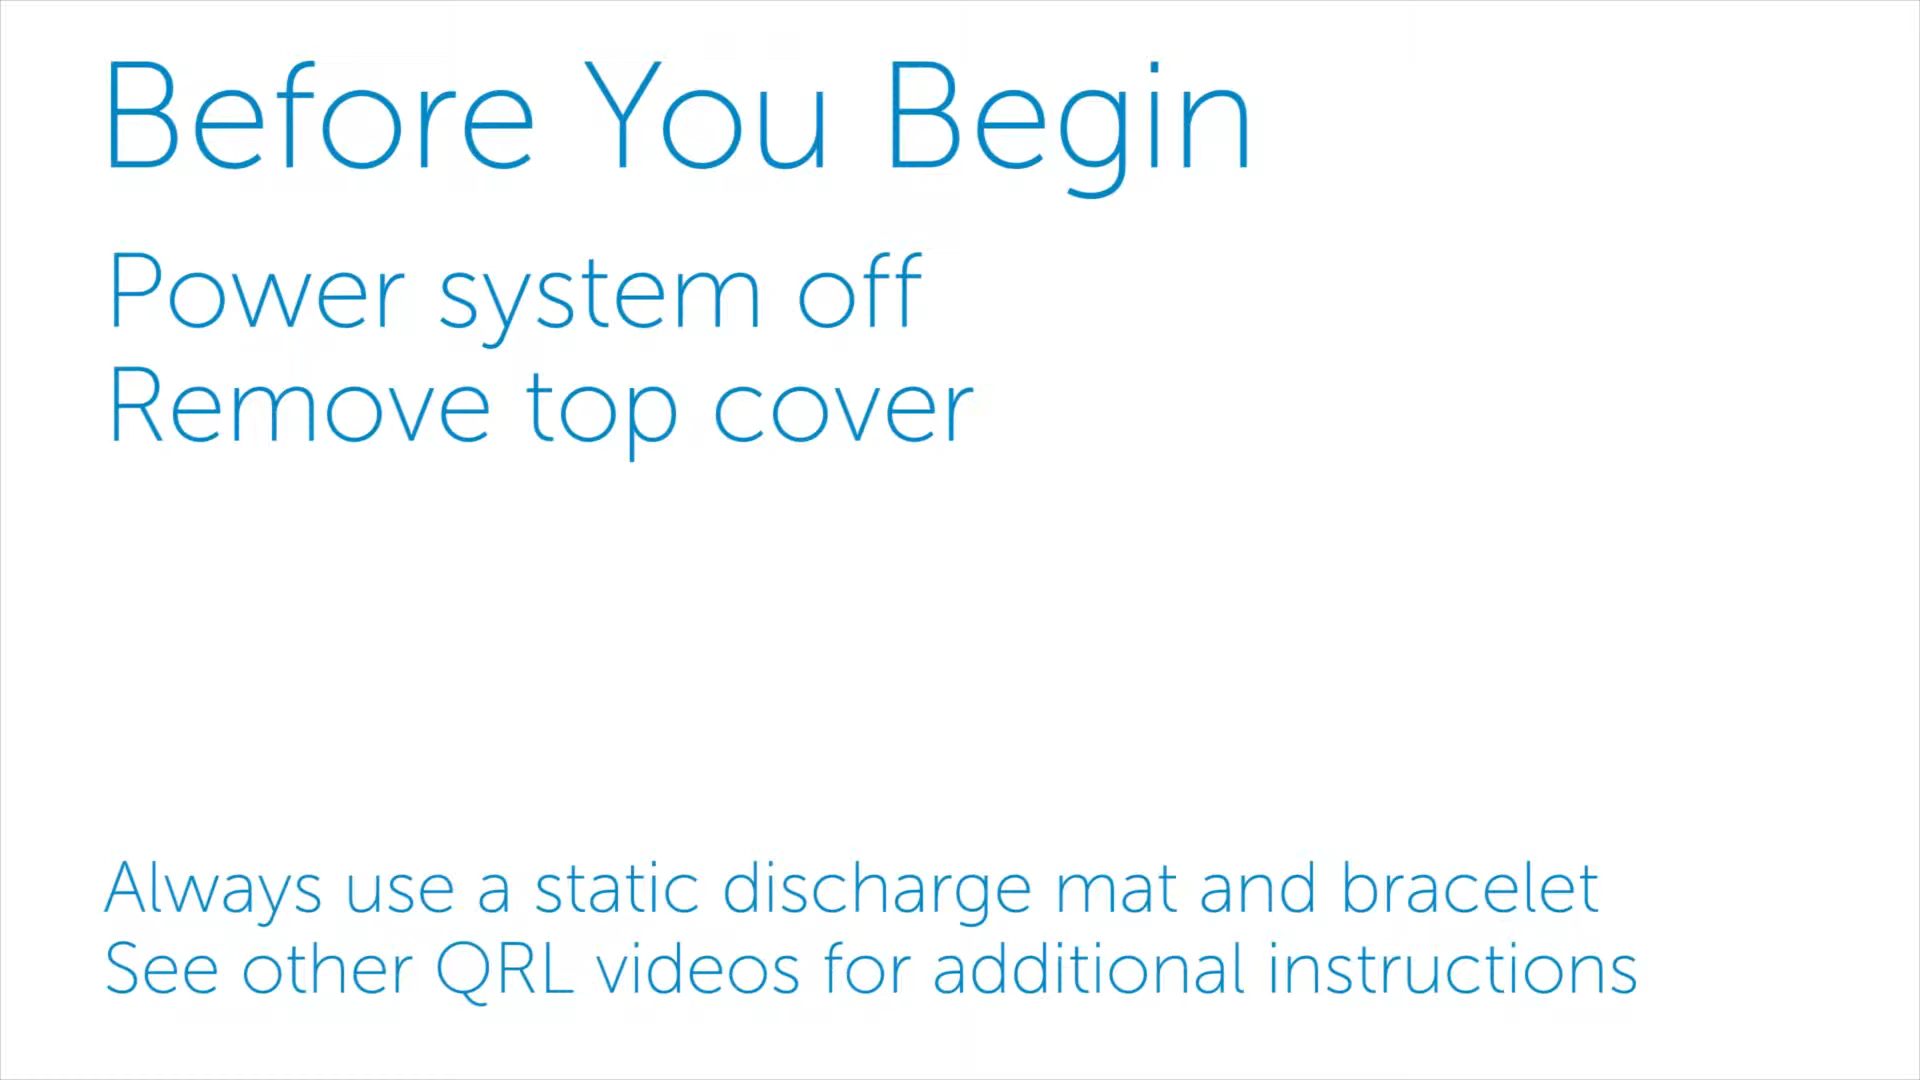 Before You Begin
Power system off
Remove top cover
Always use a static discharge mat and bracelet
See other QRL videos for additional instructions